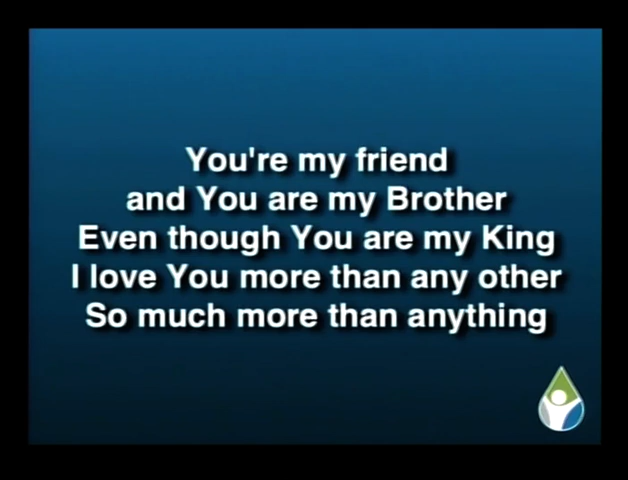 You're my friend
and You are my Brother
Even though You are my King
I love You more than any other
So much more than anything